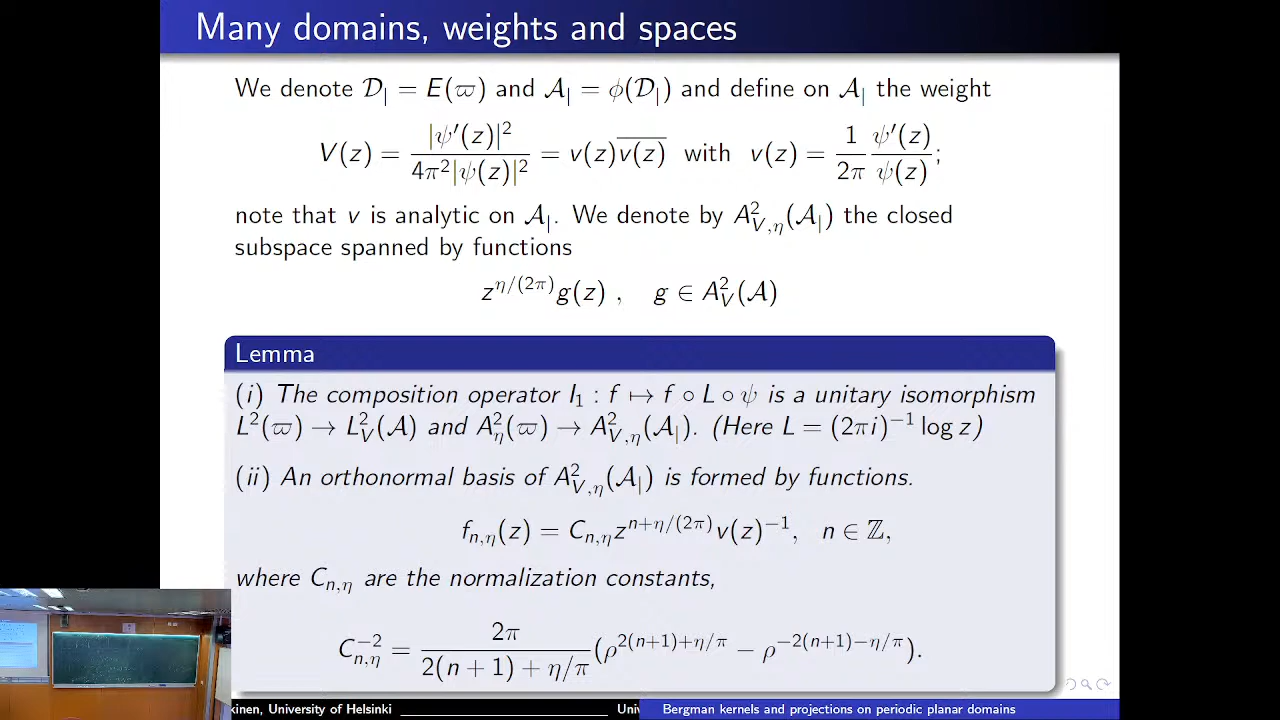 Many domains, weights and spaces
We denote 𝒟_| = E(ϖ) and 𝒜_| = ϕ(𝒟_|) and define on 𝒜_| the weight
V(z) = |ψ′(z)|² / 4π²|ψ(z)|² = v(z)\overline{v(z)} with v(z) = 1/2π ψ′(z)/ψ(z);
note that v is analytic on 𝒜_|. We denote by A²_{V,η}(𝒜_|) the closed
subspace spanned by functions
z^{η/(2π)}g(z) , g ∈ A²_V(𝒜)
Lemma
(i) The composition operator I₁ : f ↦ f ∘ L ∘ ψ is a unitary isomorphism
L²(ϖ) → L²_V(𝒜) and A²_η(ϖ) → A²_{V,η}(𝒜_|). (Here L = (2πi)⁻¹ log z)
(ii) An orthonormal basis of A²_{V,η}(𝒜_|) is formed by functions.
f_{n,η}(z) = C_{n,η}z^{n+η/(2π)}v(z)⁻¹, n ∈ ℤ,
where C_{n,η} are the normalization constants,
C_{n,η}^{-2} = 2π / (2(n + 1) + η/π) (ρ^{2(n+1)+η/π} − ρ^{−2(n+1)−η/π}).
kinen, University of Helsinki Univ Bergman kernels and projections on periodic planar domains